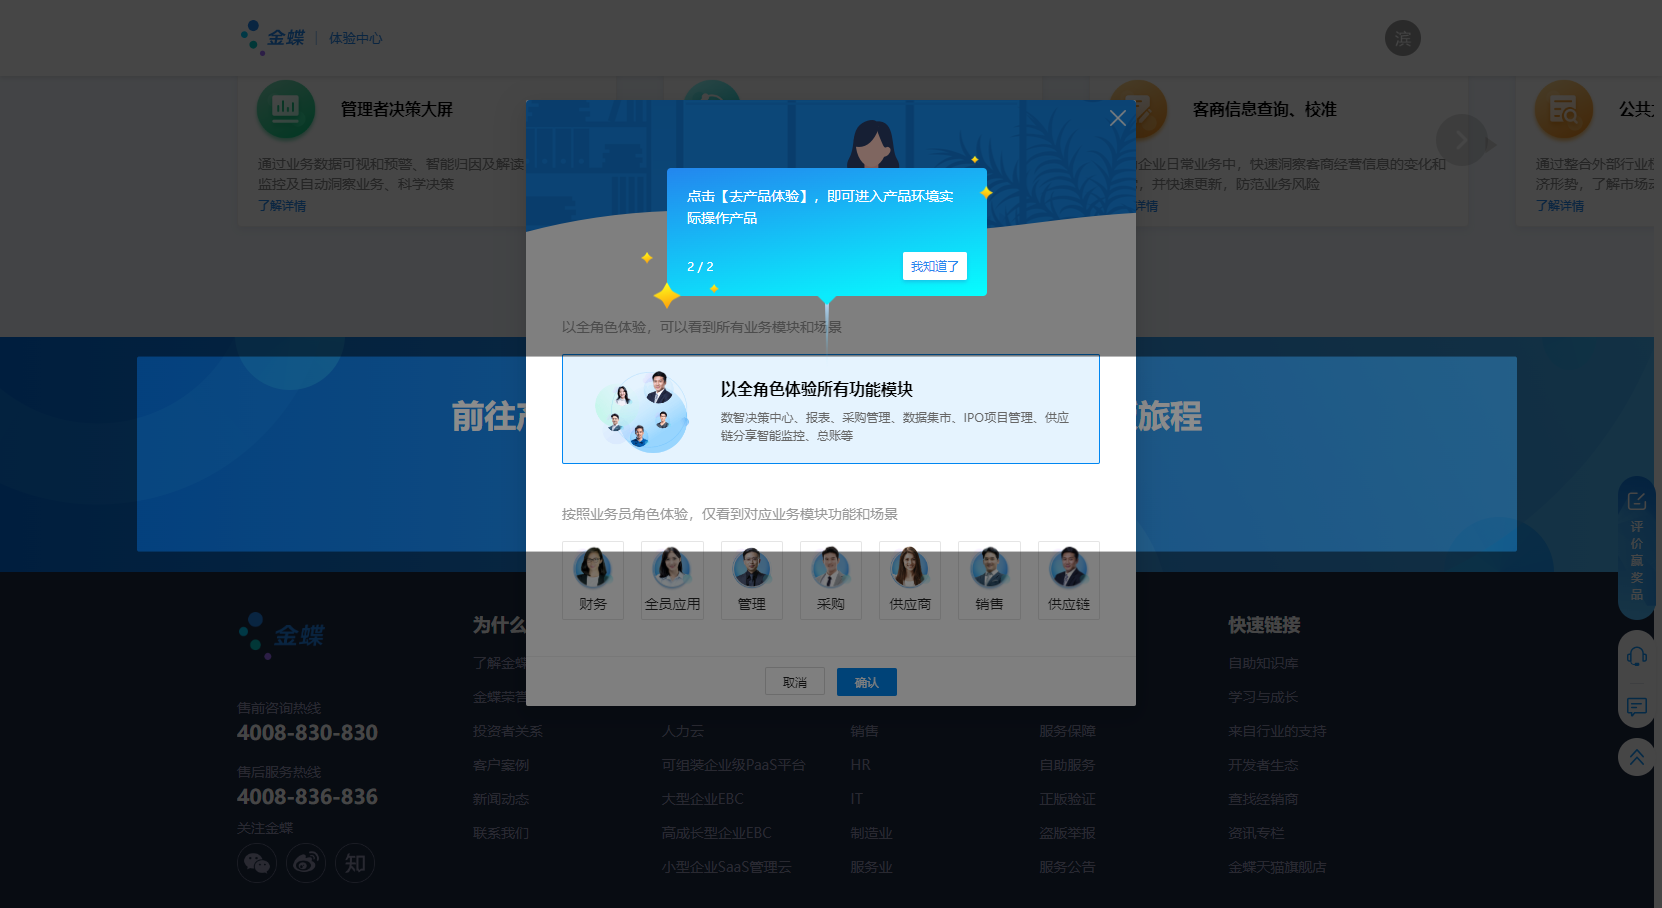 金蝶 | 体验中心
滨
管理者决策大屏
通过业务数据可视和预警、智能归因及解读
监控及自动洞察业务、科学决策
了解详情
客商信息查询、校准
企业日常业务中，快速洞察客商经营信息的变化和
，并快速更新，防范业务风险
详情
公共
通过整合外部行业
济形势，了解市场
了解详情
点击【去产品体验】，即可进入产品环境实
际操作产品
2 / 2
我知道了
以全角色体验，可以看到所有业务模块和场景
以全角色体验所有功能模块
数智决策中心、报表、采购管理、数据集市、IPO项目管理、供应
链分享智能监控、总账等
前往
旅程
按照业务员角色体验，仅看到对应业务模块功能和场景
财务
全员应用
管理
采购
供应商
销售
供应链
取消
确认
评价赢奖品
金蝶
售前咨询热线
4008-830-830
售后服务热线
4008-836-836
关注金蝶
知
为什么
了解金蝶
金蝶荣誉
投资者关系
客户案例
新闻动态
联系我们
人力云
可组装企业级PaaS平台
大型企业EBC
高成长型企业EBC
小型企业SaaS管理云
销售
HR
IT
制造业
服务业
服务保障
自助服务
正版验证
盗版举报
服务公告
快速链接
自助知识库
学习与成长
来自行业的支持
开发者生态
查找经销商
资讯专栏
金蝶天猫旗舰店